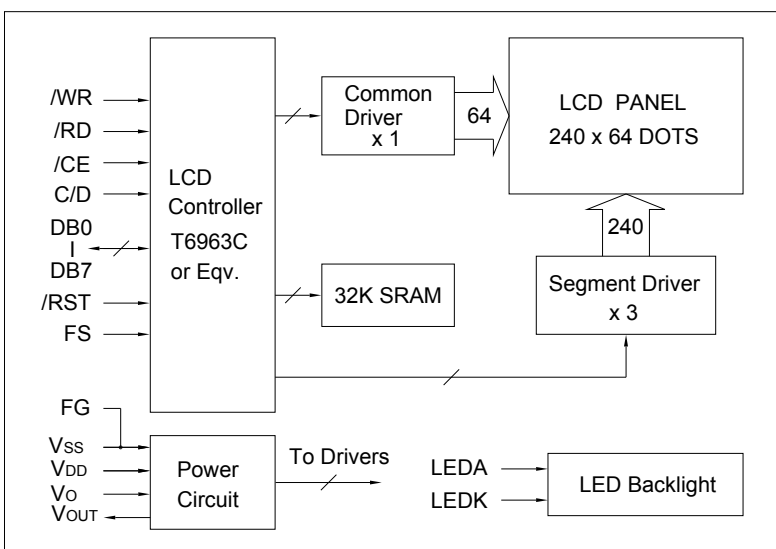 /WR
/RD
/CE
C/D
DB0
DB7
/RST
FS
LCD
Controller
T6963C
or Eqv.
Common
Driver
x 1
64
LCD PANEL
240 x 64 DOTS
240
32K SRAM
Segment Driver
x 3
FG
VSS
VDD
VO
VOUT
Power
Circuit
To Drivers
LEDA
LEDK
LED Backlight